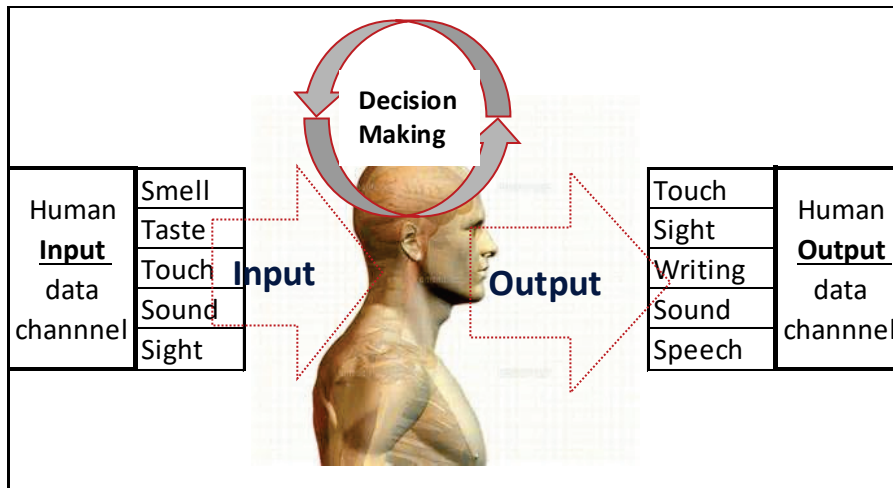 Decision
Making
Human
Input
data
channnel
Smell
Taste
Touch
Sound
Sight
Input
Output
Touch
Sight
Writing
Sound
Speech
Human
Output
data
channnel